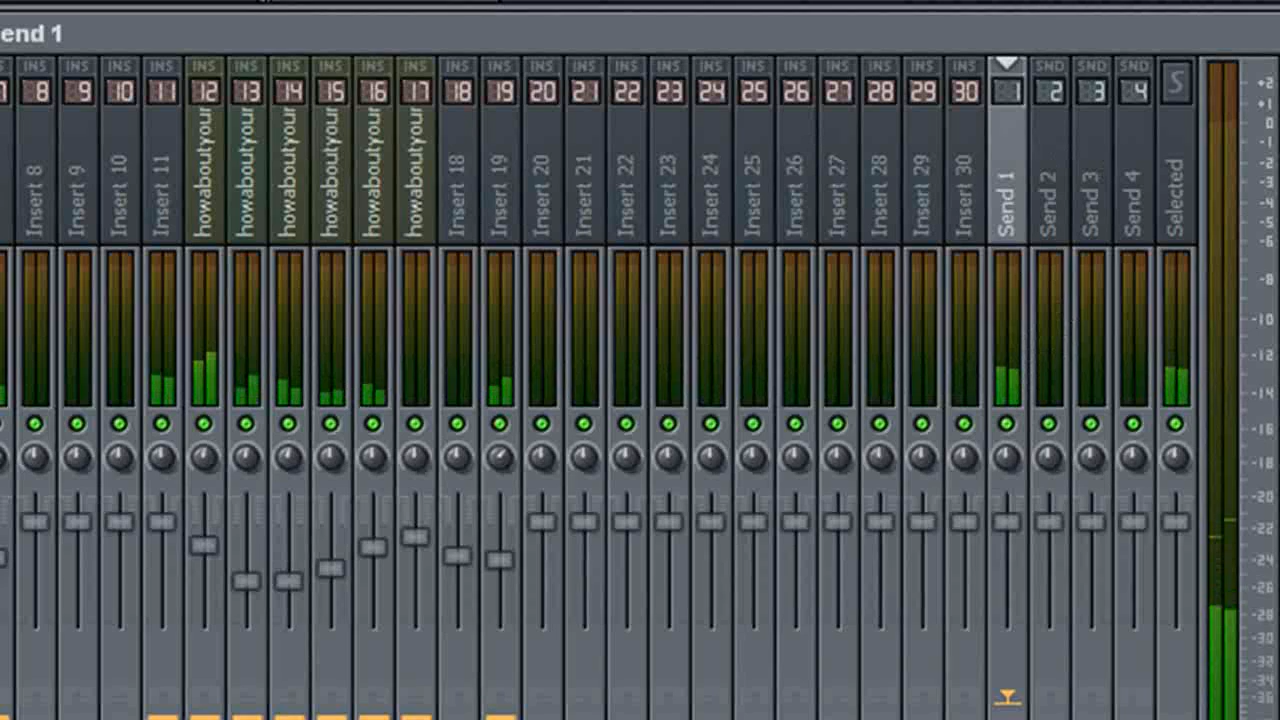 end 1
INS INS INS INS INS INS INS INS INS INS INS INS INS INS INS INS INS INS INS INS INS INS INS SND SND SND
8 9 10 11 12 13 14 15 16 17 18 19 20 21 22 23 24 25 26 27 28 29 30 1 2 3 4 S
Insert 8
Insert 9
Insert 10
Insert 11
howaboutyour
howaboutyour
howaboutyour
howaboutyour
howaboutyour
howaboutyour
Insert 18
Insert 19
Insert 20
Insert 21
Insert 22
Insert 23
Insert 24
Insert 25
Insert 26
Insert 27
Insert 28
Insert 29
Insert 30
Send 1
Send 2
Send 3
Send 4
Selected
+2
+1
0
-1
-2
-3
-4
-5
-6
-8
-10
-12
-14
-16
-18
-20
-22
-24
-26
-28
-30
-32
-34
-36